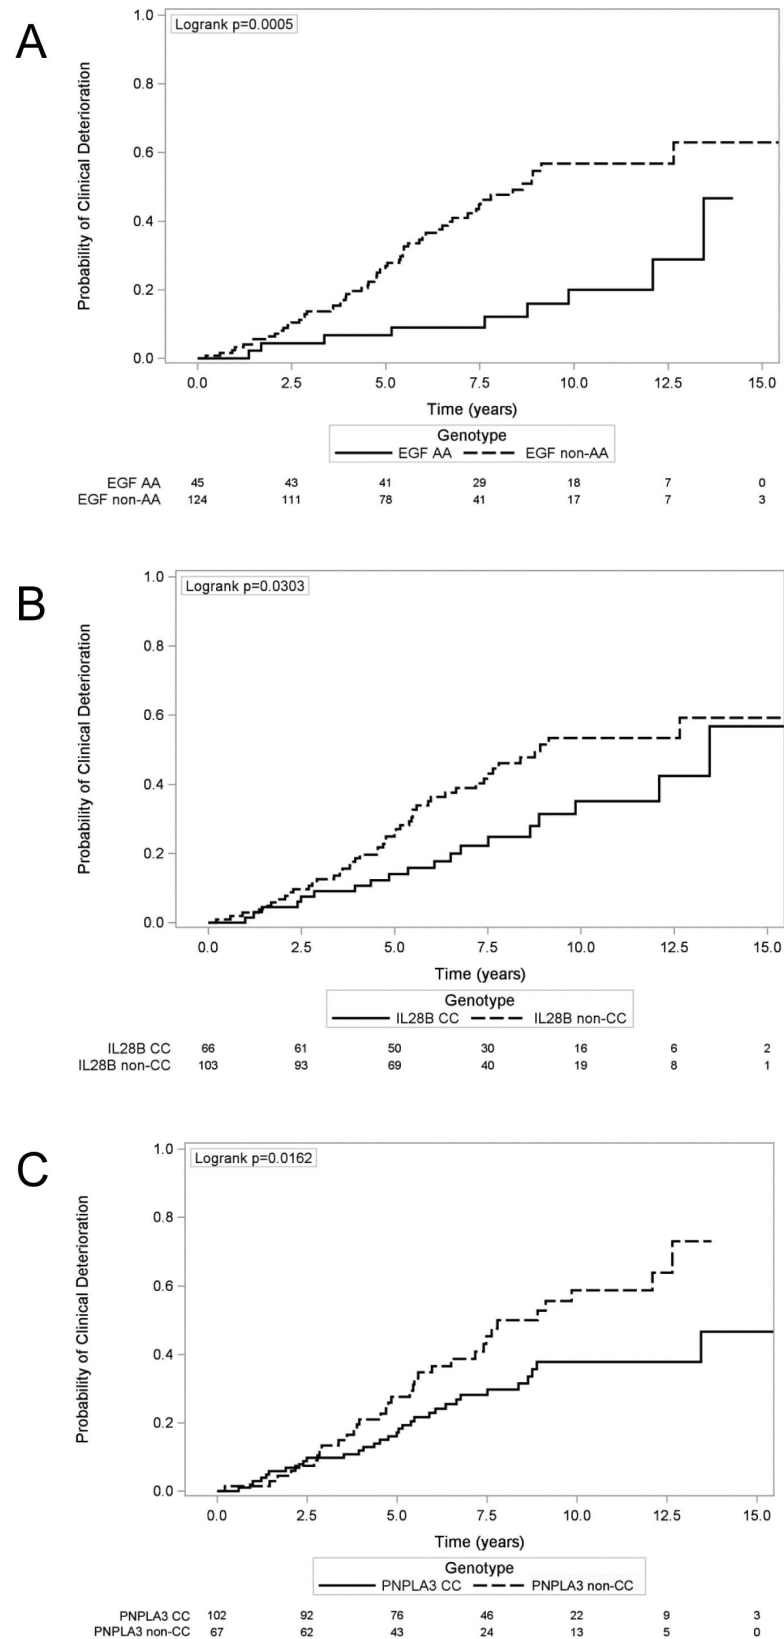 A
Logrank p=0.0005
Probability of Clinical Deterioration
1.0
0.8
0.6
0.4
0.2
0.0
0.0 2.5 5.0 7.5 10.0 12.5 15.0
Time (years)
Genotype
EGF AA EGF non-AA
EGF AA 45 43 41 29 18 7 0
EGF non-AA 124 111 78 41 17 7 3
B
Logrank p=0.0303
Probability of Clinical Deterioration
1.0
0.8
0.6
0.4
0.2
0.0
0.0 2.5 5.0 7.5 10.0 12.5 15.0
Time (years)
Genotype
IL28B CC IL28B non-CC
IL28B CC 66 61 50 30 16 6 2
IL28B non-CC 103 93 69 40 19 8 1
C
Logrank p=0.0162
Probability of Clinical Deterioration
1.0
0.8
0.6
0.4
0.2
0.0
0.0 2.5 5.0 7.5 10.0 12.5 15.0
Time (years)
Genotype
PNPLA3 CC PNPLA3 non-CC
PNPLA3 CC 102 92 76 46 22 9 3
PNPLA3 non-CC 67 62 43 24 13 5 0